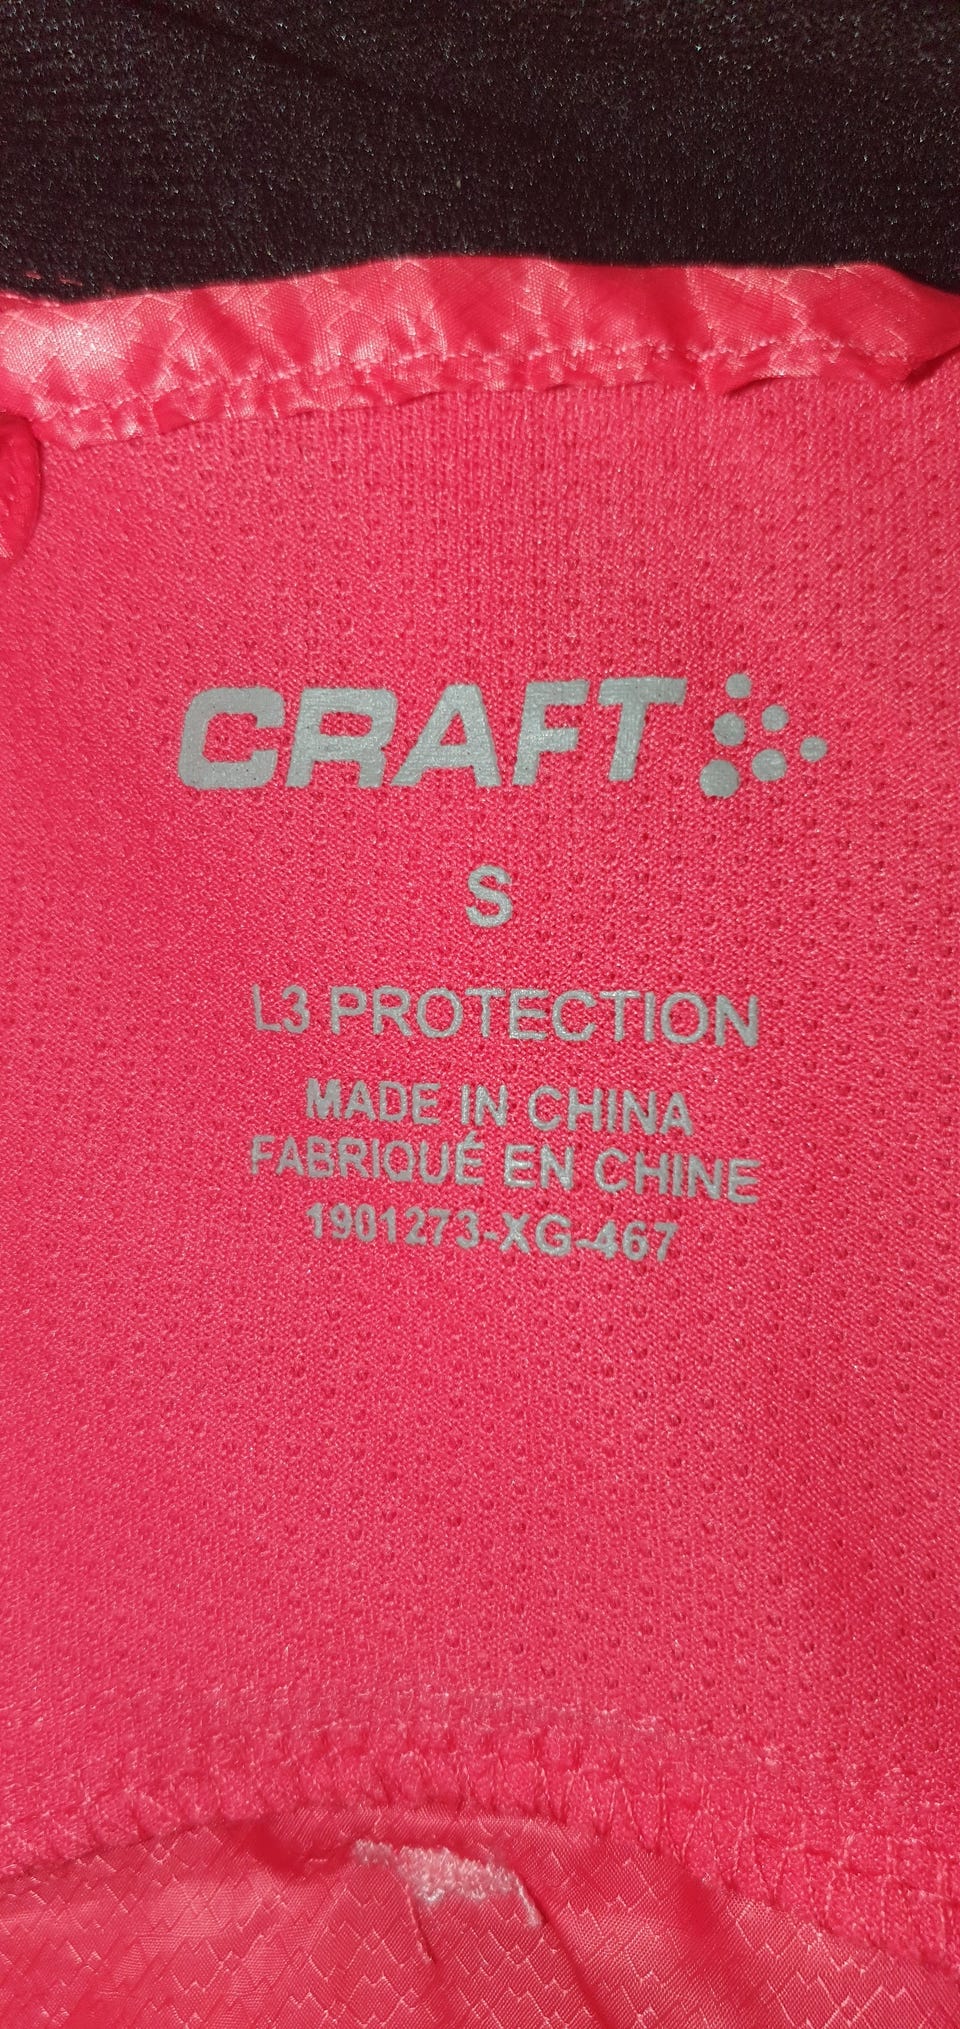 CRAFT
S
L3 PROTECTION
MADE IN CHINA
FABRIQUÉ EN CHINE
1901273-XG-467